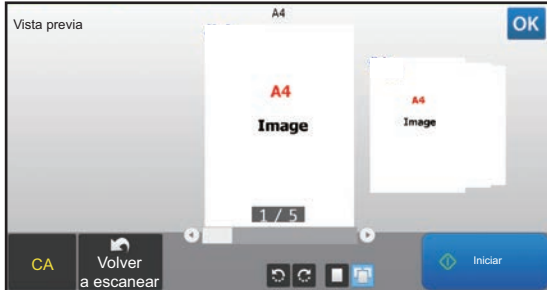 A4
Vista previa
OK
A4
Image
A4
Image
1 / 5
CA
Volver
a escanear
Iniciar